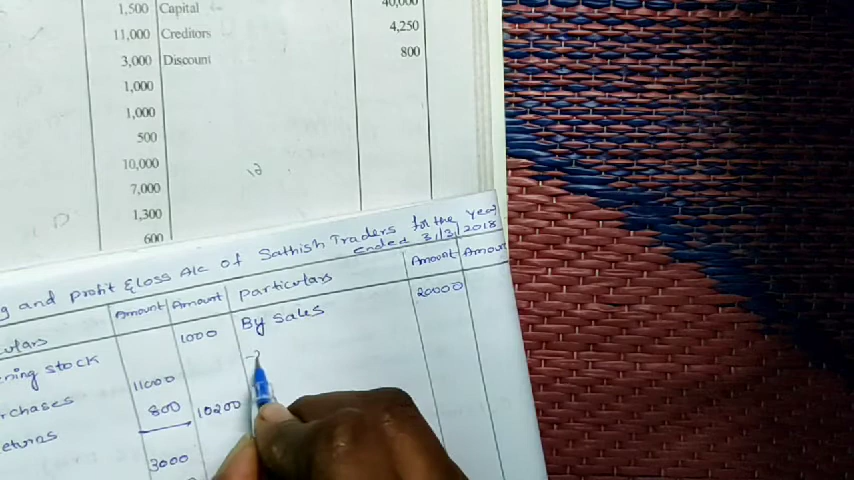 1,500 Capital 40,000
11,000 Creditors 4,250
3,000 Discount 800
1,000
1,000
500
10,000
7,000
1,300
600
and profit & loss A/c of Sathish Traders for the Year
ended 31/3/2018
Amount Amount particulars Amount Amount
1000 By sales 20000
ening stock
rchases 11000
eturns 800 10200
3000